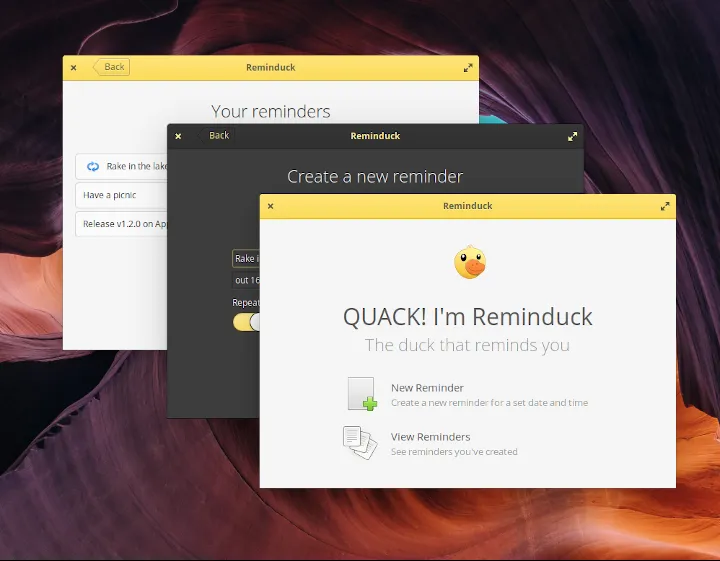 Back
Reminduck
Your reminders
Rake in the lake
Have a picnic
Release v1.2.0 on Ap
Back
Reminduck
Create a new reminder
Rake i
out 16
Repeat
Reminduck
QUACK! I'm Reminduck
The duck that reminds you
New Reminder
Create a new reminder for a set date and time
View Reminders
See reminders you've created